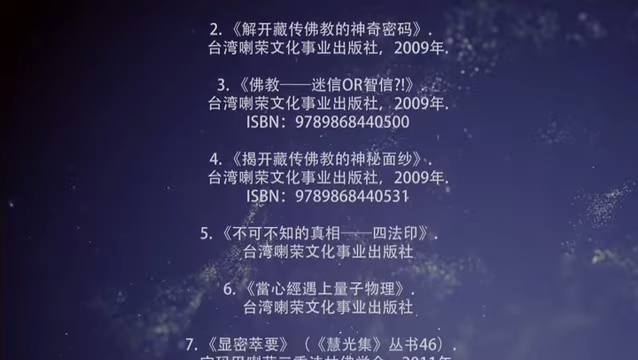 2. 《解开藏传佛教的神奇密码》.
台湾喇荣文化事业出版社，2009年.
3. 《佛教──迷信OR智信?!》.
台湾喇荣文化事业出版社，2009年.
ISBN：9789868440500
4. 《揭开藏传佛教的神秘面纱》.
台湾喇荣文化事业出版社，2009年.
ISBN：9789868440531
5. 《不可不知的真相──四法印》.
台湾喇荣文化事业出版社
6. 《當心經遇上量子物理》.
台湾喇荣文化事业出版社
7. 《显密萃要》（《慧光集》丛书46）.